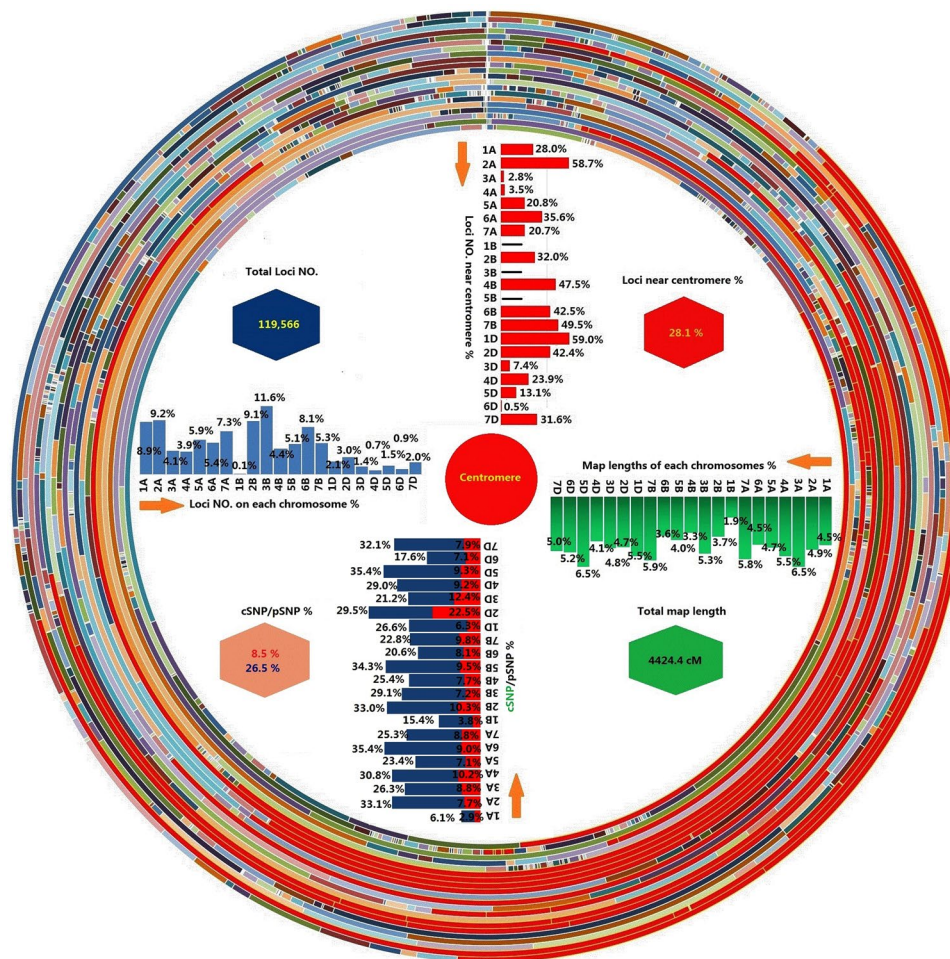 1A 28.0%
2A 58.7%
3A 2.8%
4A 3.5%
5A 20.8%
6A 35.6%
7A 20.7%
1B
2B 32.0%
3B
4B 47.5%
5B
6B 42.5%
7B 49.5%
1D 59.0%
2D 42.4%
3D 7.4%
4D 23.9%
5D 13.1%
6D 0.5%
7D 31.6%
Loci NO. near centromere %
Total Loci NO.
119,566
Loci near centromere %
28.1 %
8.9% 9.2% 4.1% 3.9% 5.9% 5.4% 7.3% 0.1% 9.1% 11.6% 4.4% 5.1% 8.1% 5.3% 2.1% 3.0% 1.4% 0.7% 1.5% 0.9% 2.0%
1A 2A 3A 4A 5A 6A 7A 1B 2B 3B 4B 5B 6B 7B 1D 2D 3D 4D 5D 6D 7D
Loci NO. on each chromosome %
Centromere
Map lengths of each chromosomes %
7D 6D 5D 4D 3D 2D 1D 7B 6B 5B 4B 3B 2B 1B 7A 6A 5A 4A 3A 2A 1A
5.0% 5.2% 6.5% 4.1% 4.8% 4.7% 5.5% 5.9% 3.6% 4.0% 3.3% 5.3% 3.7% 1.9% 5.8% 4.5% 4.7% 5.5% 6.5% 4.9% 4.5%
32.1% 7.9% 7D
17.6% 7.1% 6D
35.4% 9.3% 5D
29.0% 9.2% 4D
21.2% 12.4% 3D
29.5% 22.5% 2D
26.6% 6.3% 1D
22.8% 9.8% 7B
20.6% 8.1% 6B
34.3% 9.5% 5B
25.4% 7.7% 4B
29.1% 7.2% 3B
33.0% 10.3% 2B
15.4% 3.8% 1B
25.3% 8.8% 7A
35.4% 9.0% 6A
23.4% 7.1% 5A
30.8% 10.2% 4A
26.3% 8.8% 3A
33.1% 7.7% 2A
6.1% 2.9% 1A
cSNP/pSNP %
cSNP/pSNP %
8.5 %
26.5 %
Total map length
4424.4 cM